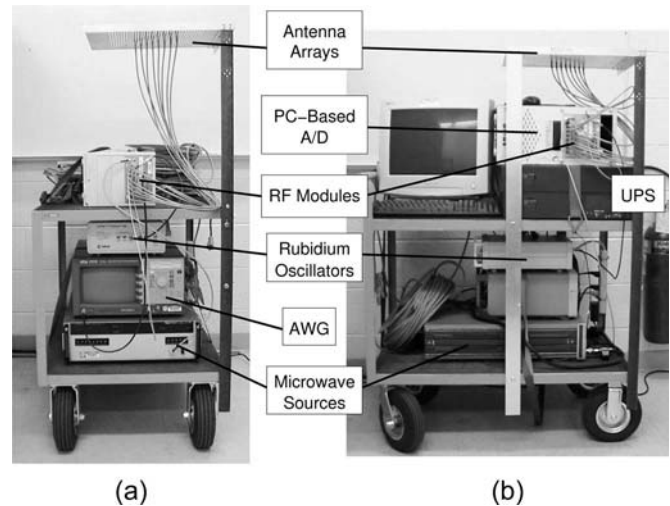 Antenna
Arrays
PC-Based
A/D
RF Modules
UPS
Rubidium
Oscillators
AWG
Microwave
Sources
(a)
(b)